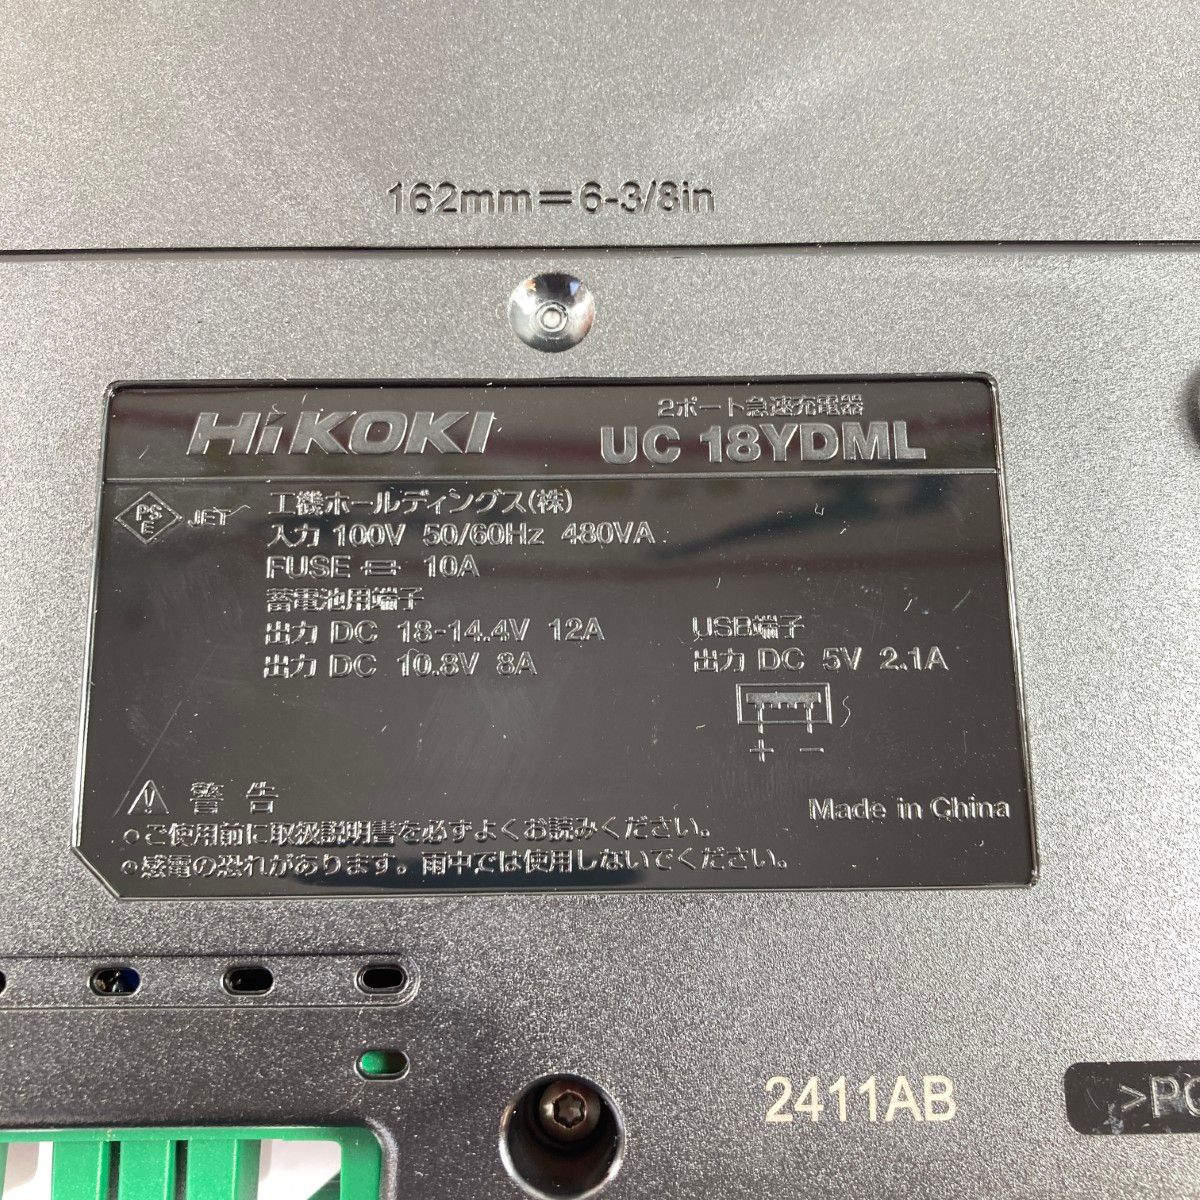 162mm=6-3/8in
HiKOKI
2ポート急速充電器
UC 18YDML
PS
E
JET
工機ホールディングス(株)
入力 100V 50/60Hz 480VA
FUSE 10A
蓄電池用端子
出力 DC 18-14.4V 12A
出力 DC 10.8V 8A
USB端子
出力 DC 5V 2.1A
+ −
警告
Made in China
●ご使用前に取扱説明書を必ずよくお読みください。
●感電の恐れがあります。雨中では使用しないでください。
2411AB
>PC